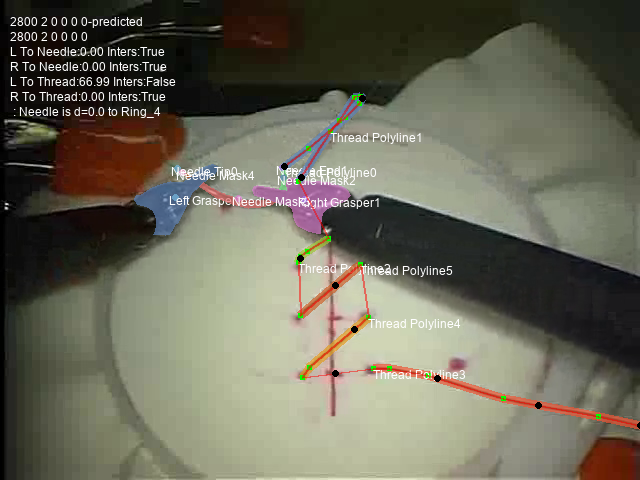 2800 2 0 0 0 0-predicted
2800 2 0 0 0 0
L To Needle:0.00 Inters:True
R To Needle:0.00 Inters:True
L To Thread:66.99 Inters:False
R To Thread:0.00 Inters:True
: Needle is d=0.0 to Ring_4
Thread Polyline1
Needle Tip0
Needle Mask4
Needle Mask2
Left Grasper
Needle Mask
Right Grasper1
Thread Polyline2
Thread Polyline5
Thread Polyline4
Thread Polyline3